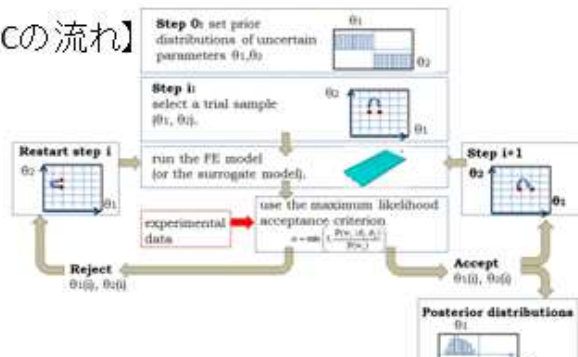 Cの流れ】
Step 0: set prior
distributions of uncertain
parameters θ1,θ2
θ1
θ2
Step i:
select a trial sample
(θ1, θ2).
θ2
θ1
Restart step i
θ2
θ1
run the FE model
(or the surrogate model).
Step i+1
θ2
θ1
experimental
data
use the maximum likelihood
acceptance criterion
Reject
θ1(i), θ2(i)
Accept
θ1(i), θ2(i)
Posterior distributions
θ1